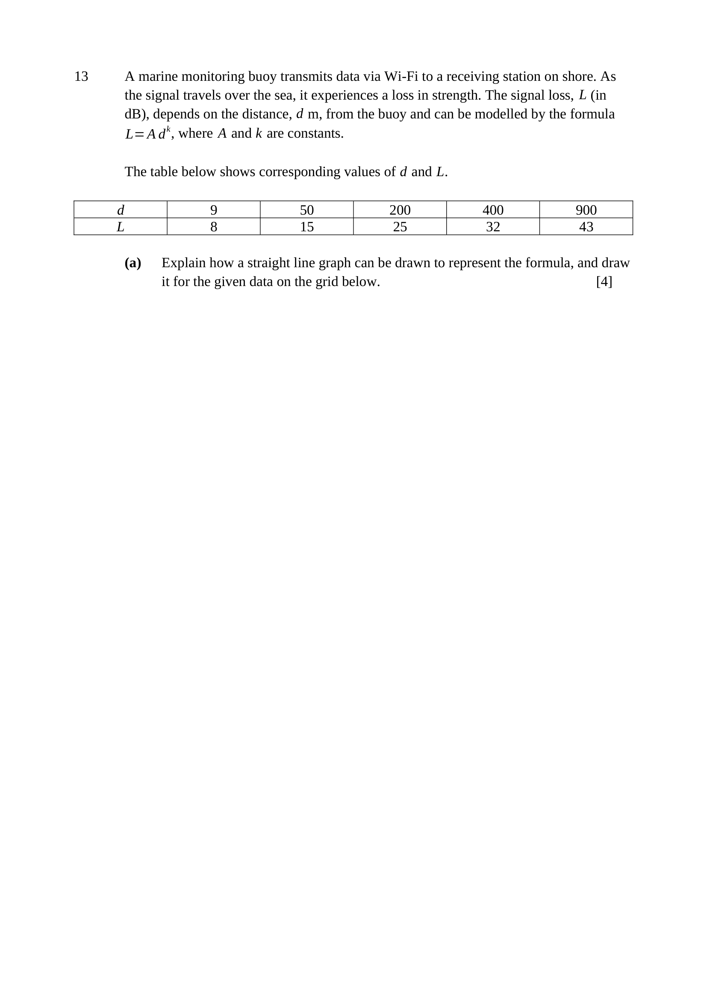 13 A marine monitoring buoy transmits data via Wi-Fi to a receiving station on shore. As
the signal travels over the sea, it experiences a loss in strength. The signal loss, L (in
dB), depends on the distance, d m, from the buoy and can be modelled by the formula
L = A d^k, where A and k are constants.
The table below shows corresponding values of d and L.
d 9 50 200 400 900
L 8 15 25 32 43
(a) Explain how a straight line graph can be drawn to represent the formula, and draw
it for the given data on the grid below. [4]